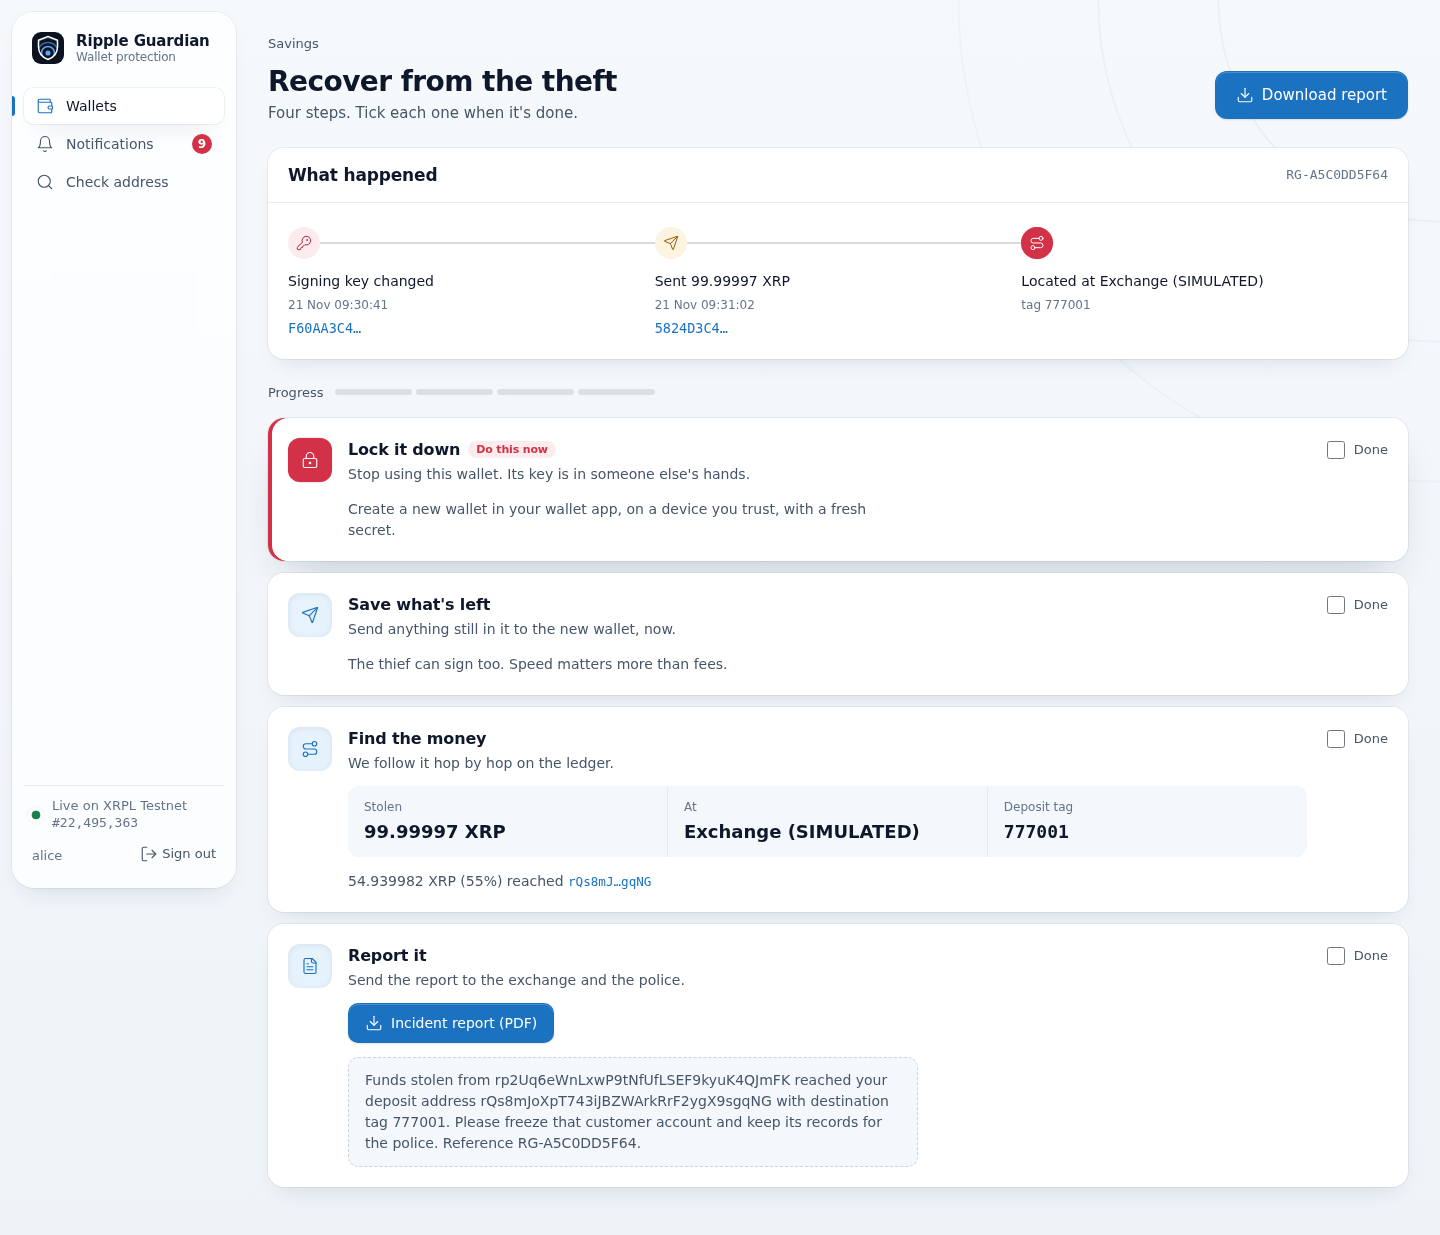 Ripple Guardian
Wallet protection
Wallets
Notifications 9
Check address
Live on XRPL Testnet
#22,495,363
alice
Sign out
Savings
Recover from the theft
Four steps. Tick each one when it's done.
Download report
What happened
RG-A5C0DD5F64
Signing key changed
21 Nov 09:30:41
F60AA3C4…
Sent 99.99997 XRP
21 Nov 09:31:02
5824D3C4…
Located at Exchange (SIMULATED)
tag 777001
Progress
Lock it down Do this now
Done
Stop using this wallet. Its key is in someone else's hands.
Create a new wallet in your wallet app, on a device you trust, with a fresh
secret.
Save what's left
Done
Send anything still in it to the new wallet, now.
The thief can sign too. Speed matters more than fees.
Find the money
Done
We follow it hop by hop on the ledger.
Stolen
99.99997 XRP
At
Exchange (SIMULATED)
Deposit tag
777001
54.939982 XRP (55%) reached rQs8mJ…gqNG
Report it
Done
Send the report to the exchange and the police.
Incident report (PDF)
Funds stolen from rp2Uq6eWnLxwP9tNfUfLSEF9kyuK4QJmFK reached your
deposit address rQs8mJoXpT743iJBZWArkRrF2ygX9sgqNG with destination
tag 777001. Please freeze that customer account and keep its records for
the police. Reference RG-A5C0DD5F64.